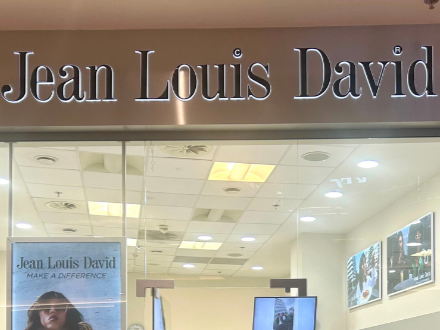 Jean Louis David
©
®
Jean Louis David
MAKE A DIFFERENCE